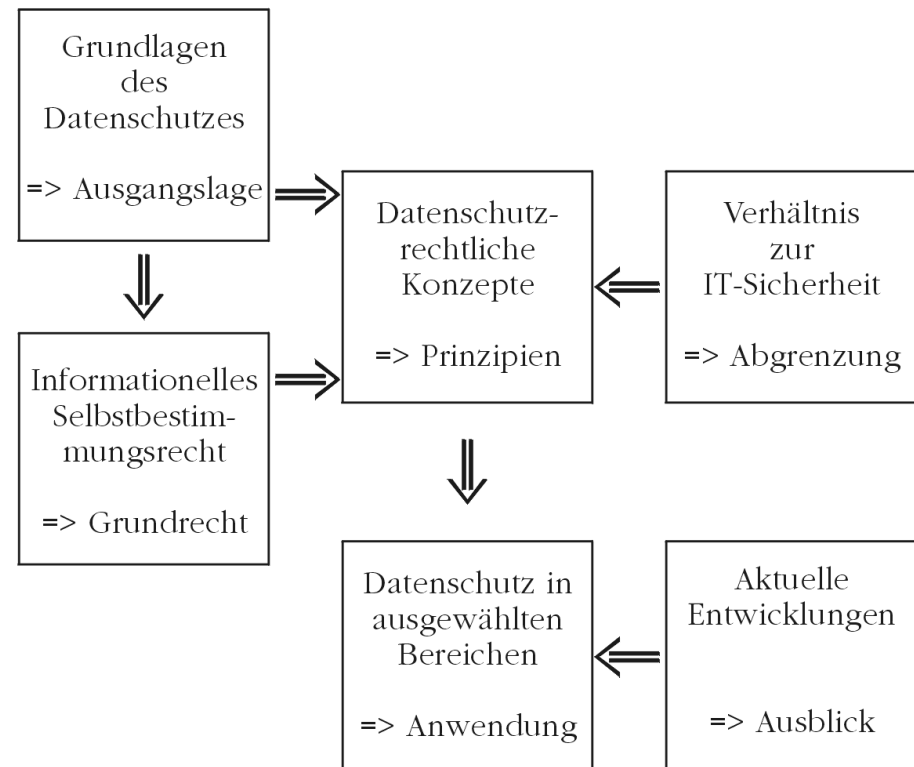 Grundlagen
des
Datenschutzes
=> Ausgangslage
Informationelles
Selbstbestim-
mungsrecht
=> Grundrecht
Datenschutz-
rechtliche
Konzepte
=> Prinzipien
Verhältnis
zur
IT-Sicherheit
=> Abgrenzung
Datenschutz in
ausgewählten
Bereichen
=> Anwendung
Aktuelle
Entwicklungen
=> Ausblick